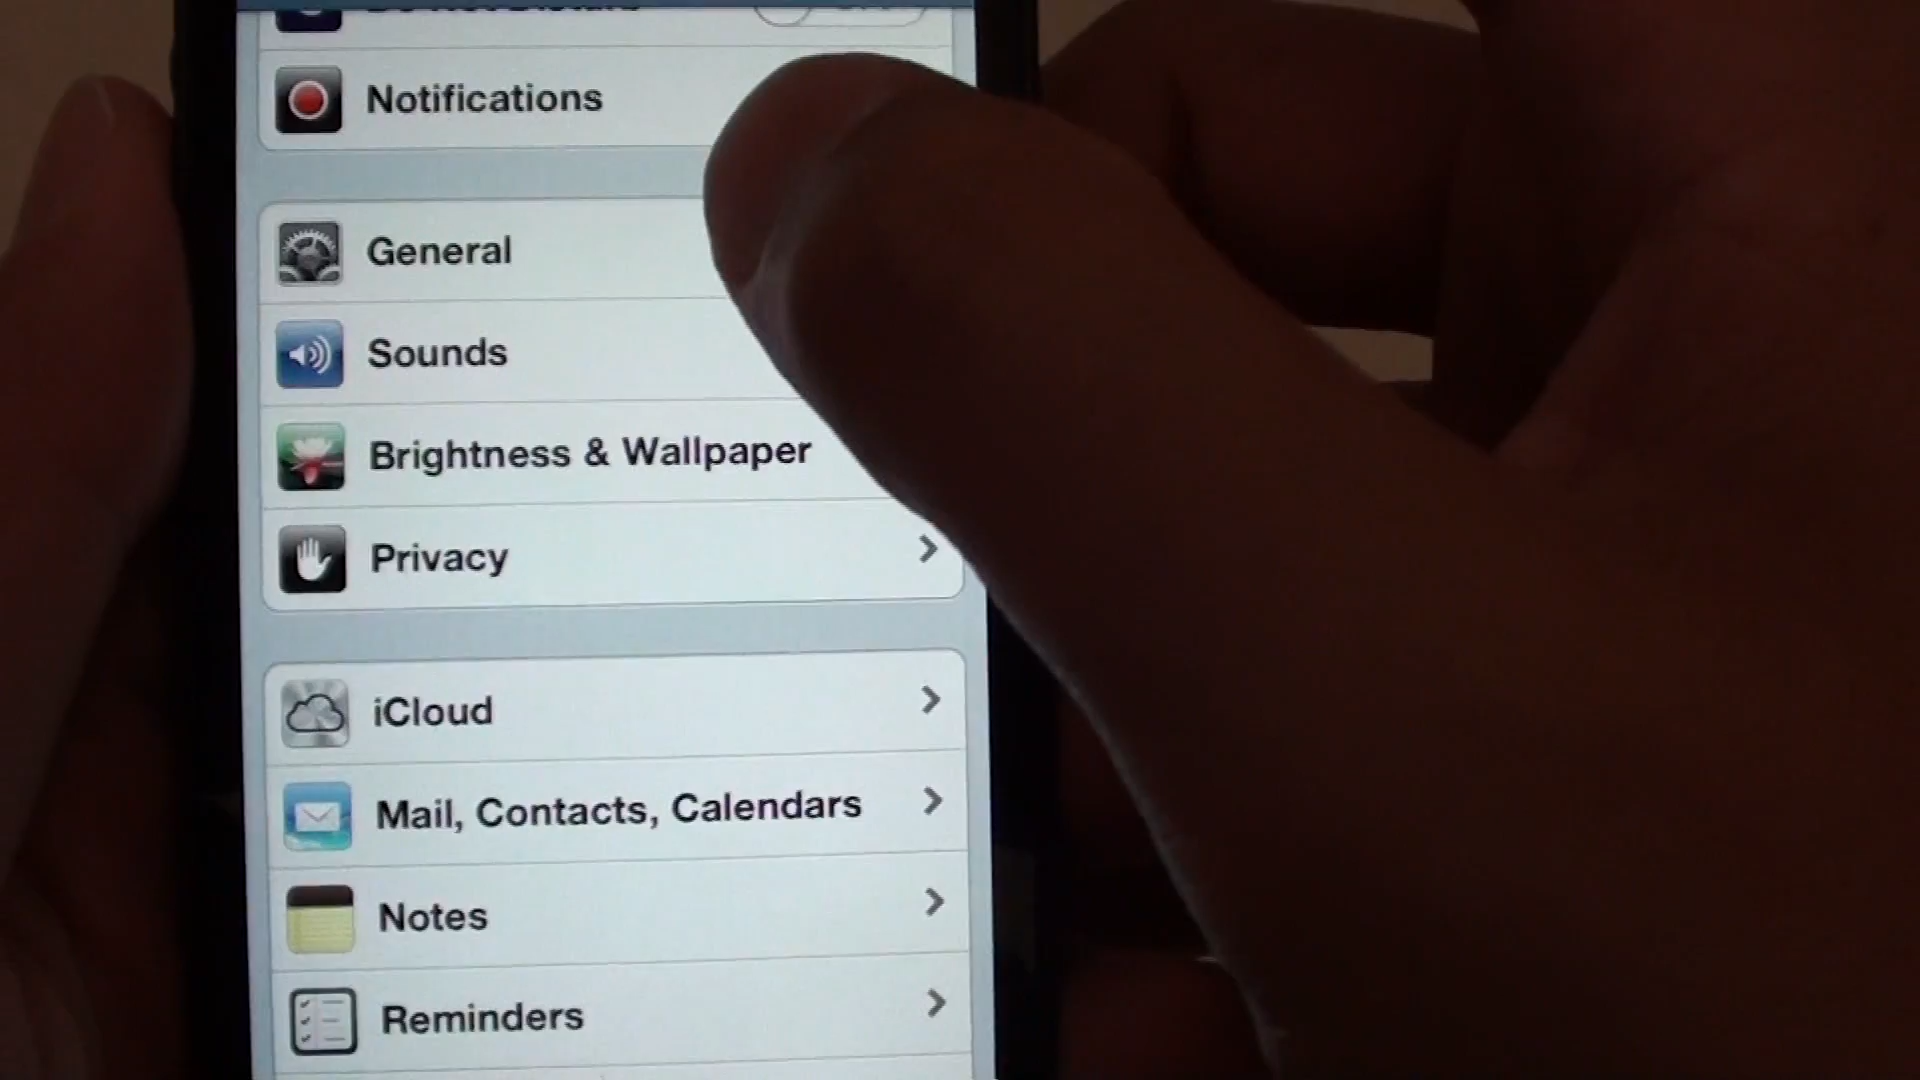 Notifications
General
Sounds
Brightness & Wallpaper
Privacy
iCloud
Mail, Contacts, Calendars
Notes
Reminders